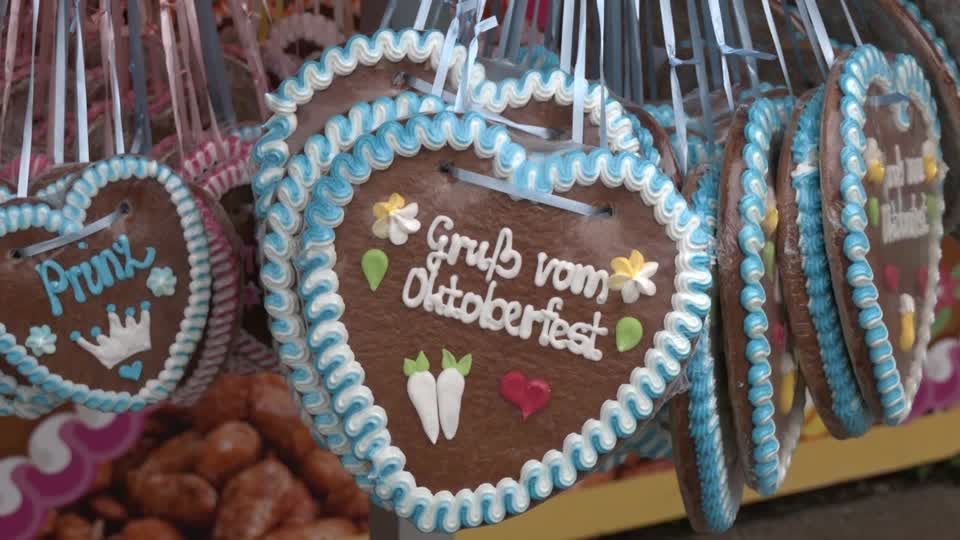 Prinz
Gruß vom
Oktoberfest